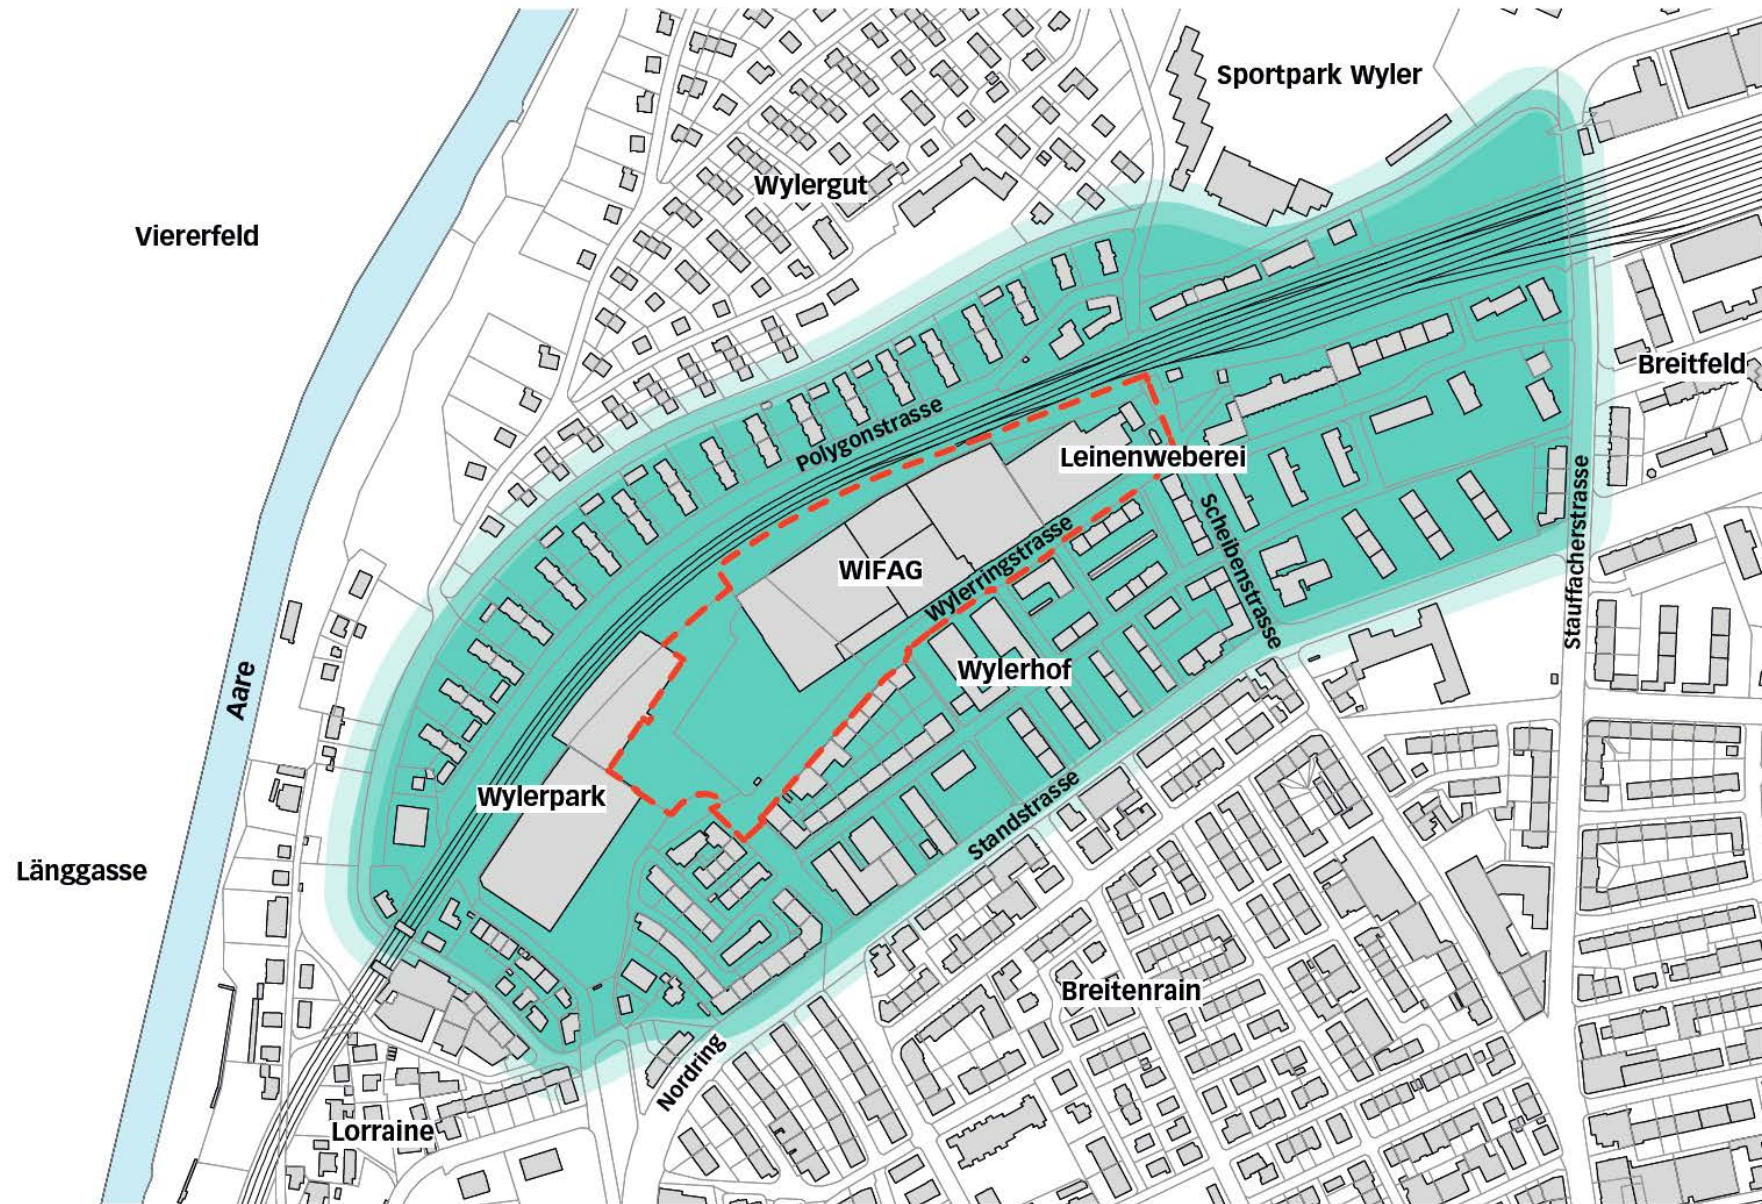 Sportpark Wyler
Wylergut
Viererfeld
Breitfeld
Polygonstrasse
Leinenweberei
Scheibenstrasse
Stauffacherstrasse
WIFAG
Wylerringstrasse
Wylerhof
Aare
Wylerpark
Standstrasse
Länggasse
Breitenrain
Nordring
Lorraine